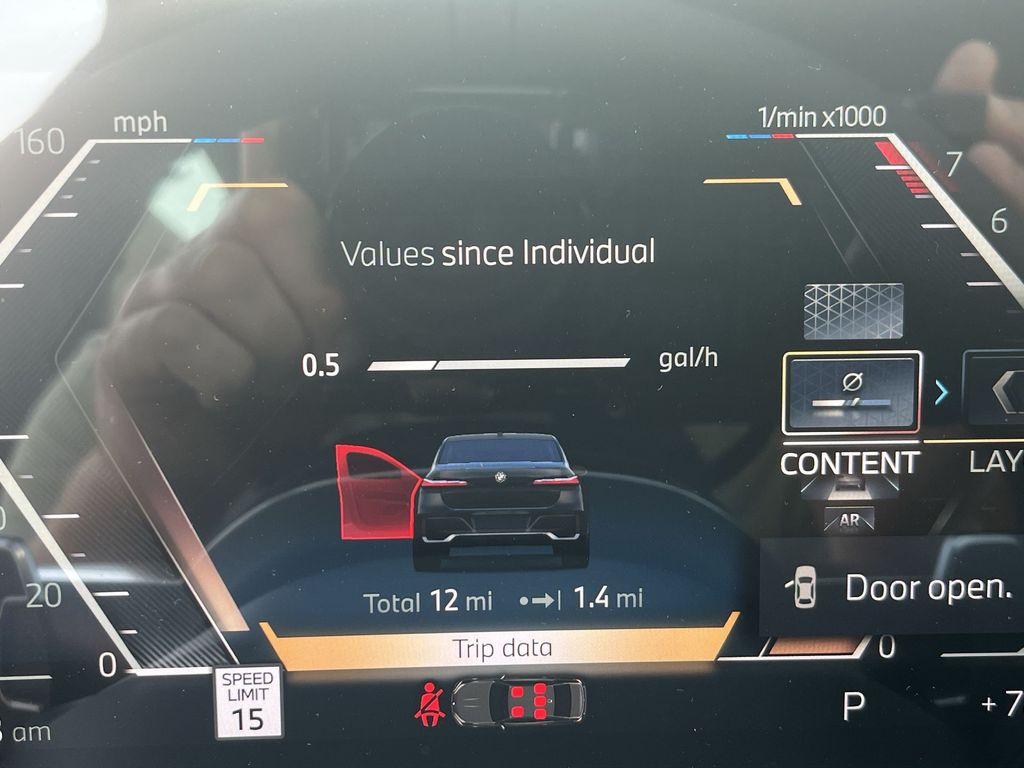 mph
1/min x1000
160
7
6
Values since Individual
0.5
gal/h
CONTENT
LAY
AR
Door open.
20
Total 12 mi
1.4 mi
Trip data
0
0
SPEED
LIMIT
15
P
+7
am